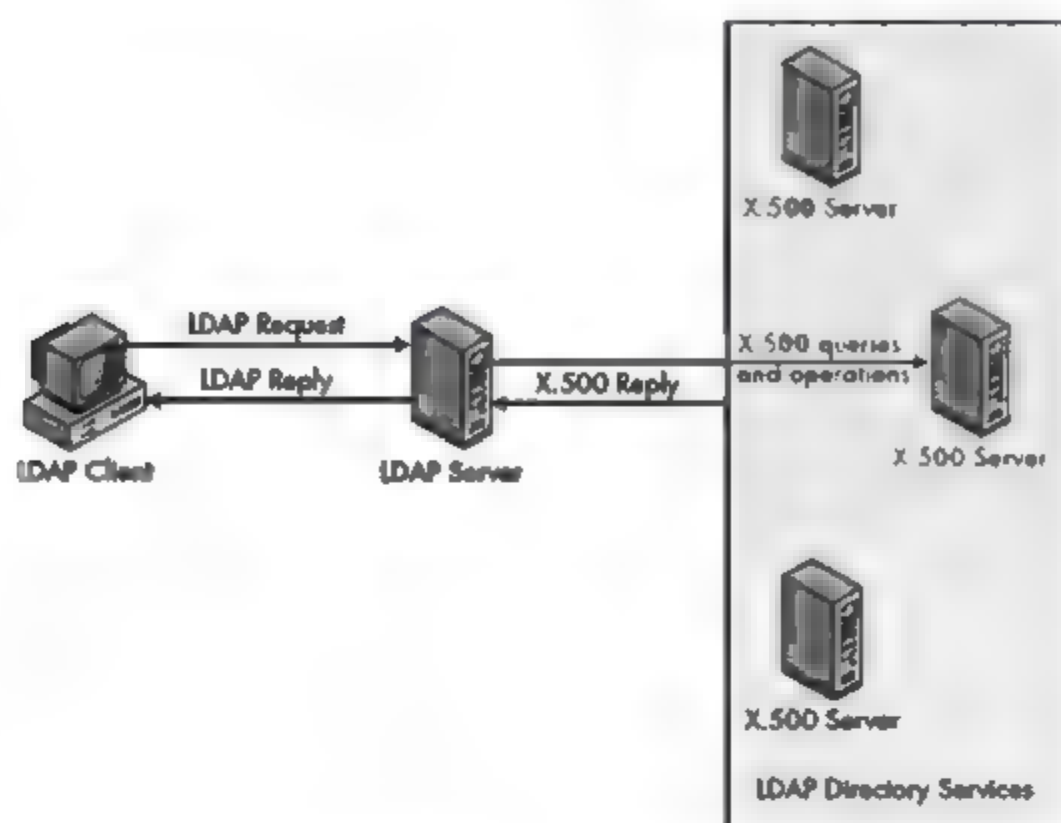 X.500 Server
LDAP Request
LDAP Reply
X.500 Reply
X.500 queries
and operations
LDAP Client
LDAP Server
X.500 Server
X.500 Server
LDAP Directory Services